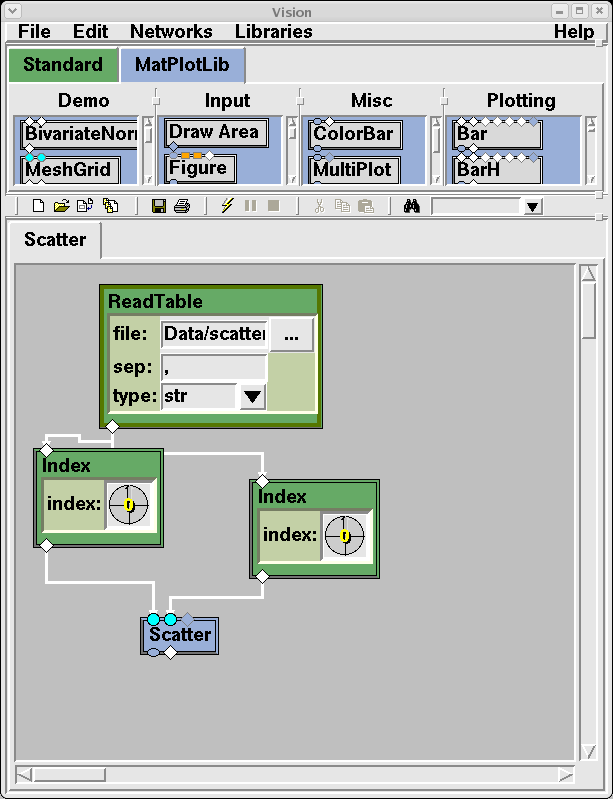 Vision
File Edit Networks Libraries Help
Standard MatPlotLib
Demo Input Misc Plotting
BivariateNor Draw Area ColorBar Bar
MeshGrid Figure MultiPlot BarH
Scatter
ReadTable
file: Data/scatter ...
sep: ,
type: str
Index
index: 0
Index
index: 0
Scatter